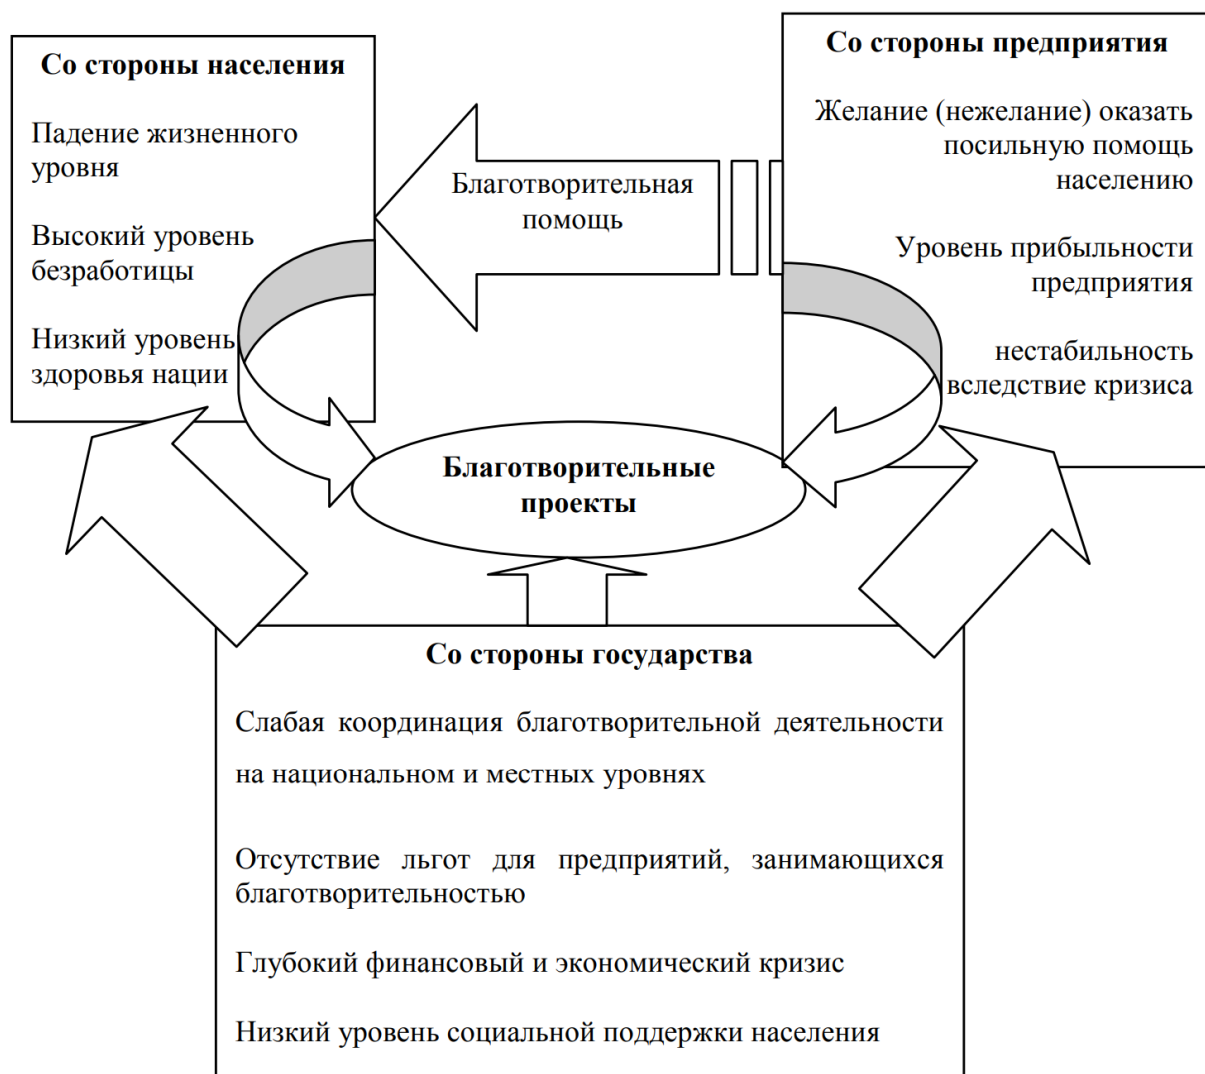 Со стороны населения
Падение жизненного
уровня
Высокий уровень
безработицы
Низкий уровень
здоровья нации
Благотворительная
помощь
Со стороны предприятия
Желание (нежелание) оказать
посильную помощь
населению
Уровень прибыльности
предприятия
нестабильность
вследствие кризиса
Благотворительные
проекты
Со стороны государства
Слабая координация благотворительной деятельности
на национальном и местных уровнях
Отсутствие льгот для предприятий, занимающихся
благотворительностью
Глубокий финансовый и экономический кризис
Низкий уровень социальной поддержки населения